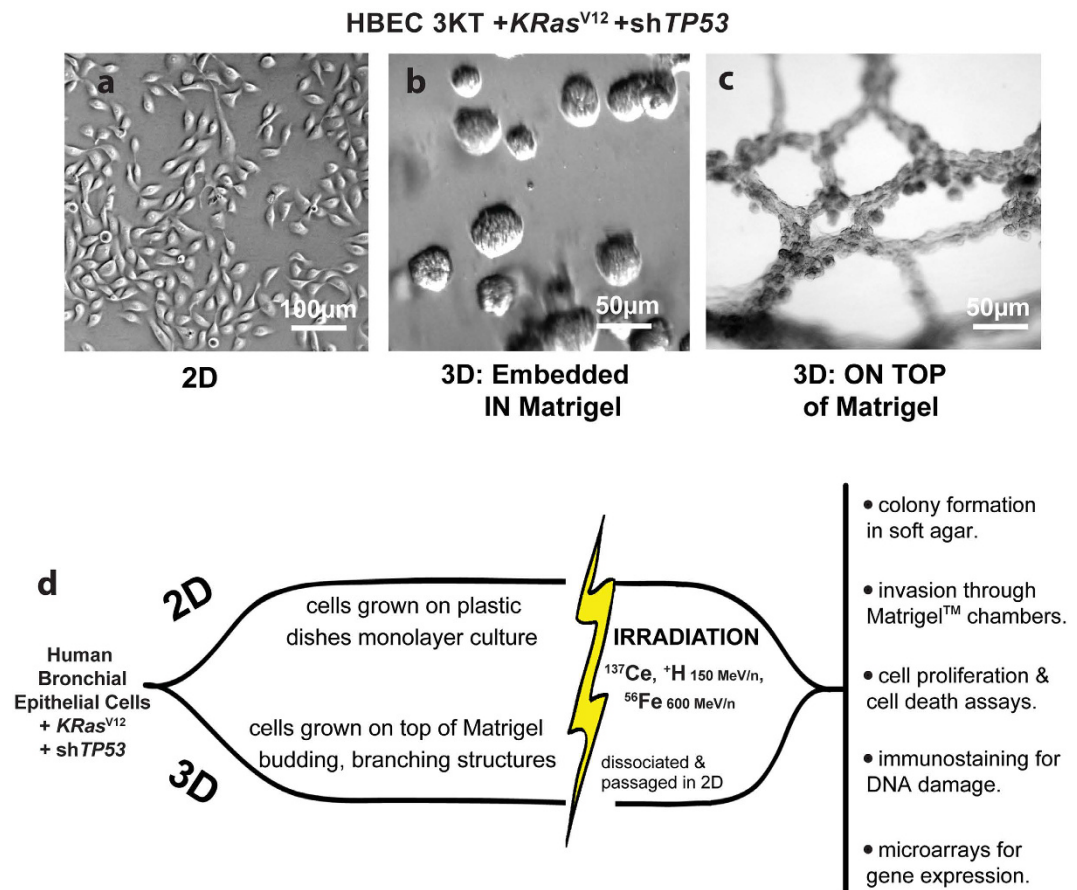 HBEC 3KT +KRasⱽ¹² +shTP53
a
b
c
100µm
50µm
50µm
2D
3D: Embedded
IN Matrigel
3D: ON TOP
of Matrigel
d
2D
cells grown on plastic
dishes monolayer culture
Human
Bronchial
Epithelial Cells
+ KRasⱽ¹²
+ shTP53
3D
cells grown on top of Matrigel
budding, branching structures
IRRADIATION
¹³⁷Ce, ⁺H 150 MeV/n,
⁵⁶Fe 600 MeV/n
dissociated &
passaged in 2D
• colony formation
in soft agar.
• invasion through
Matrigel™ chambers.
• cell proliferation &
cell death assays.
• immunostaining for
DNA damage.
• microarrays for
gene expression.